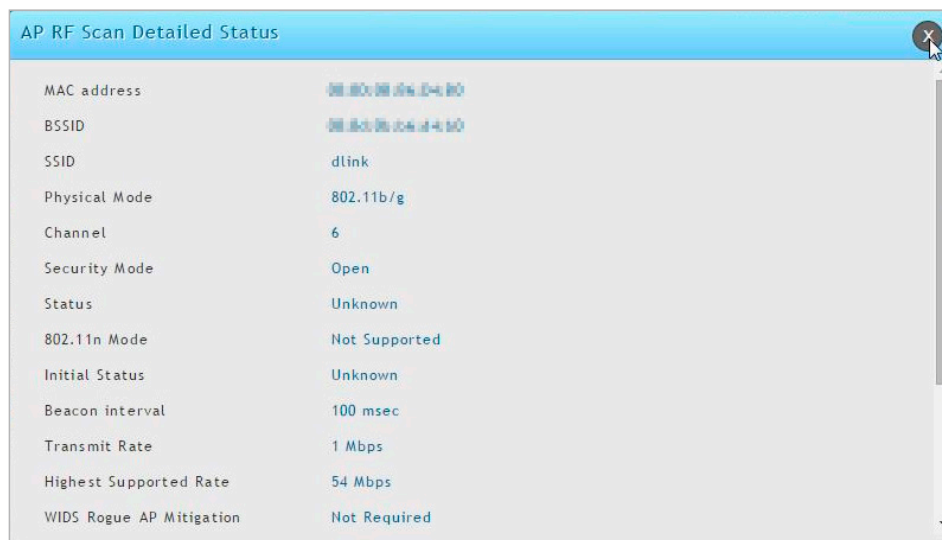 AP RF Scan Detailed Status
X
MAC address
BSSID
SSID dlink
Physical Mode 802.11b/g
Channel 6
Security Mode Open
Status Unknown
802.11n Mode Not Supported
Initial Status Unknown
Beacon interval 100 msec
Transmit Rate 1 Mbps
Highest Supported Rate 54 Mbps
WIDS Rogue AP Mitigation Not Required